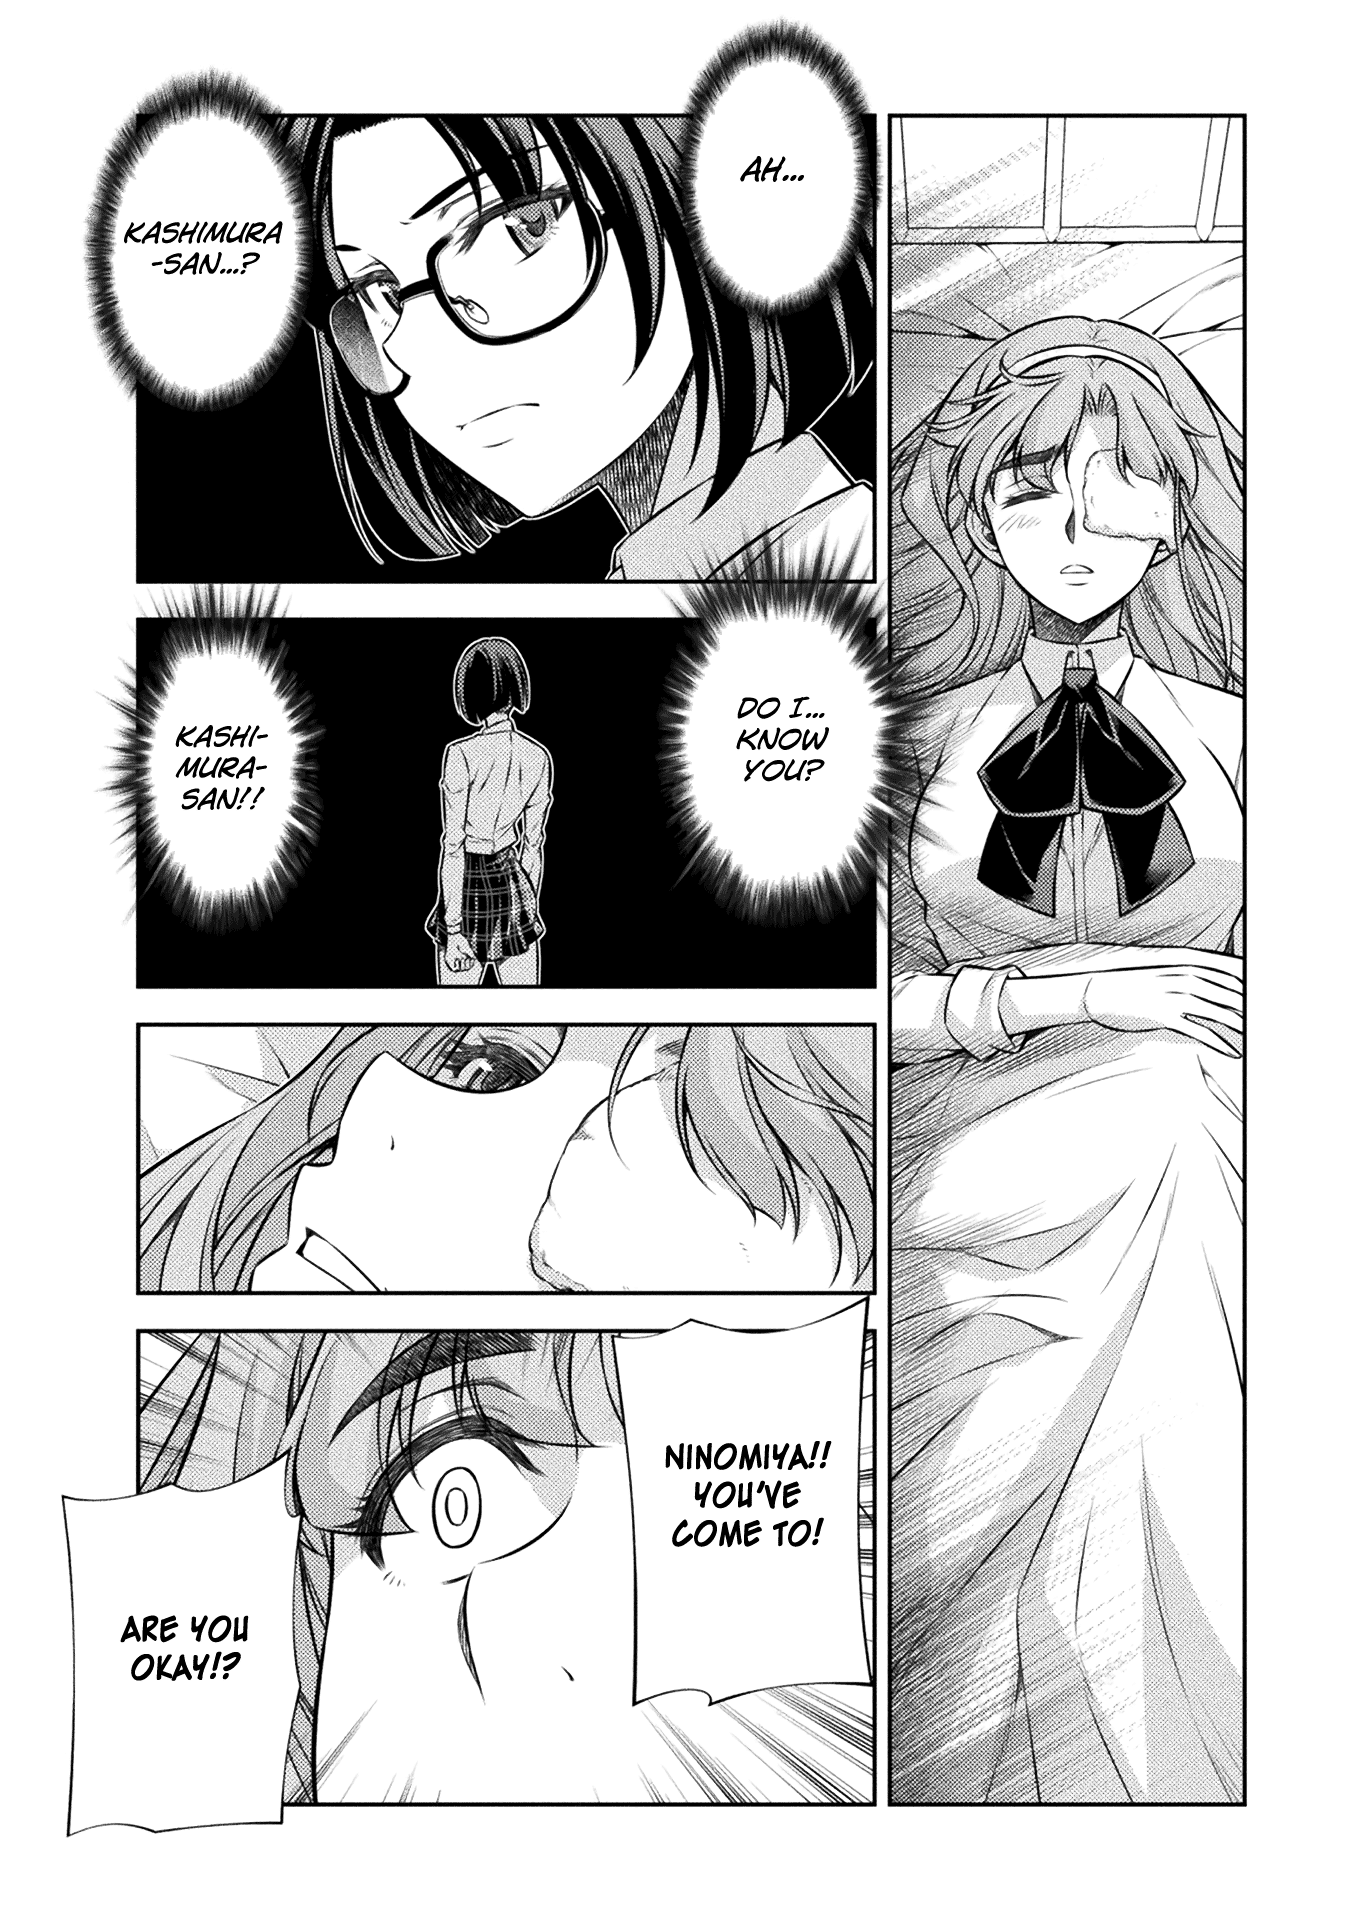 AH...
KASHIMURA
-SAN...?
DO I...
KNOW
YOU?
KASHI-
MURA-
SAN!!
NINOMIYA!!
YOU'VE
COME TO!
ARE YOU
OKAY!?